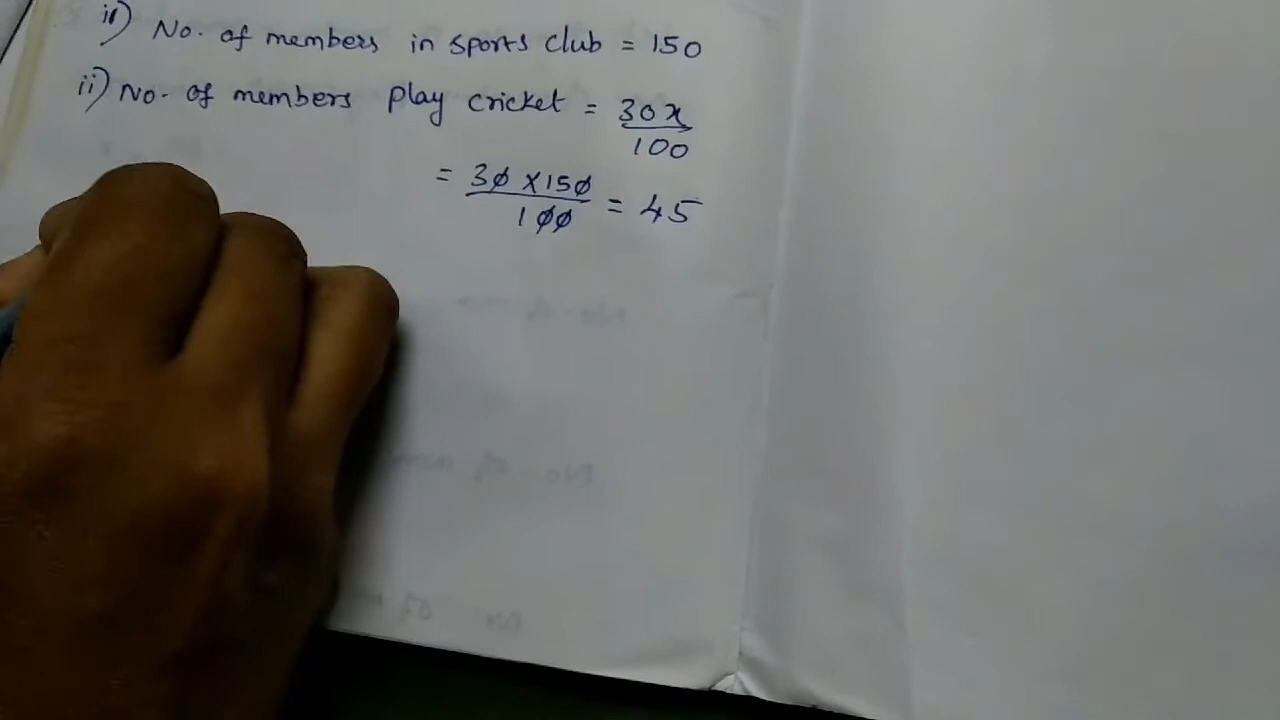 i) No. of members in sports club = 150
ii) No. of members play cricket = 30x/100
= 30 × 150/100 = 45